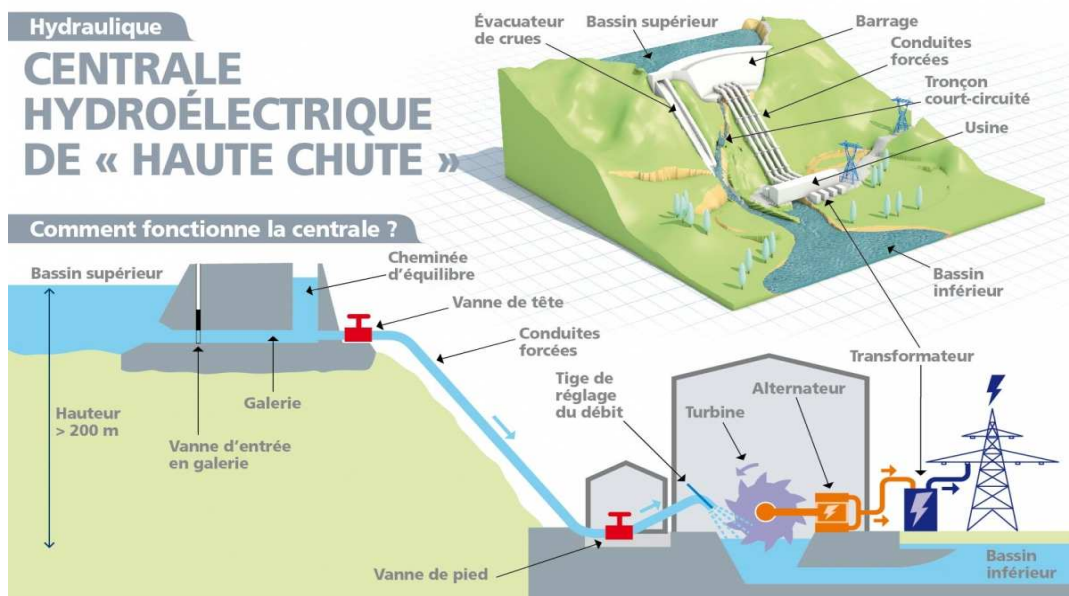 Hydraulique
CENTRALE
HYDROÉLECTRIQUE
DE « HAUTE CHUTE »
Évacuateur
de crues
Bassin supérieur
Barrage
Conduites
forcées
Tronçon
court-circuité
Usine
Bassin
inférieur
Transformateur
Comment fonctionne la centrale ?
Bassin supérieur
Cheminée
d'équilibre
Vanne de tête
Conduites
forcées
Galerie
Hauteur
> 200 m
Vanne d'entrée
en galerie
Tige de
réglage
du débit
Turbine
Alternateur
Vanne de pied
Bassin
inférieur